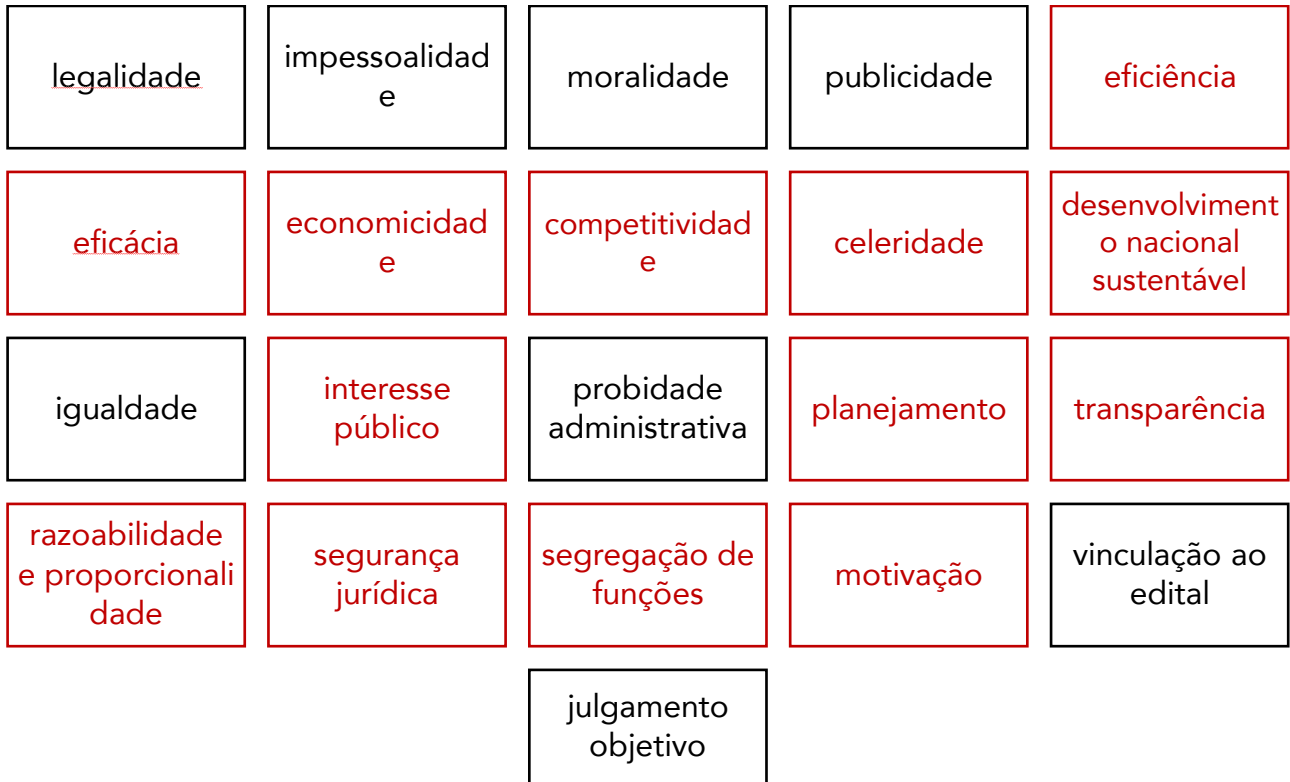 legalidade
impessoalidad
e
moralidade
publicidade
eficiência
eficácia
economicidad
e
competitividad
e
celeridade
desenvolviment
o nacional
sustentável
igualdade
interesse
público
probidade
administrativa
planejamento
transparência
razoabilidade
e proporcionali
dade
segurança
jurídica
segregação de
funções
motivação
vinculação ao
edital
julgamento
objetivo